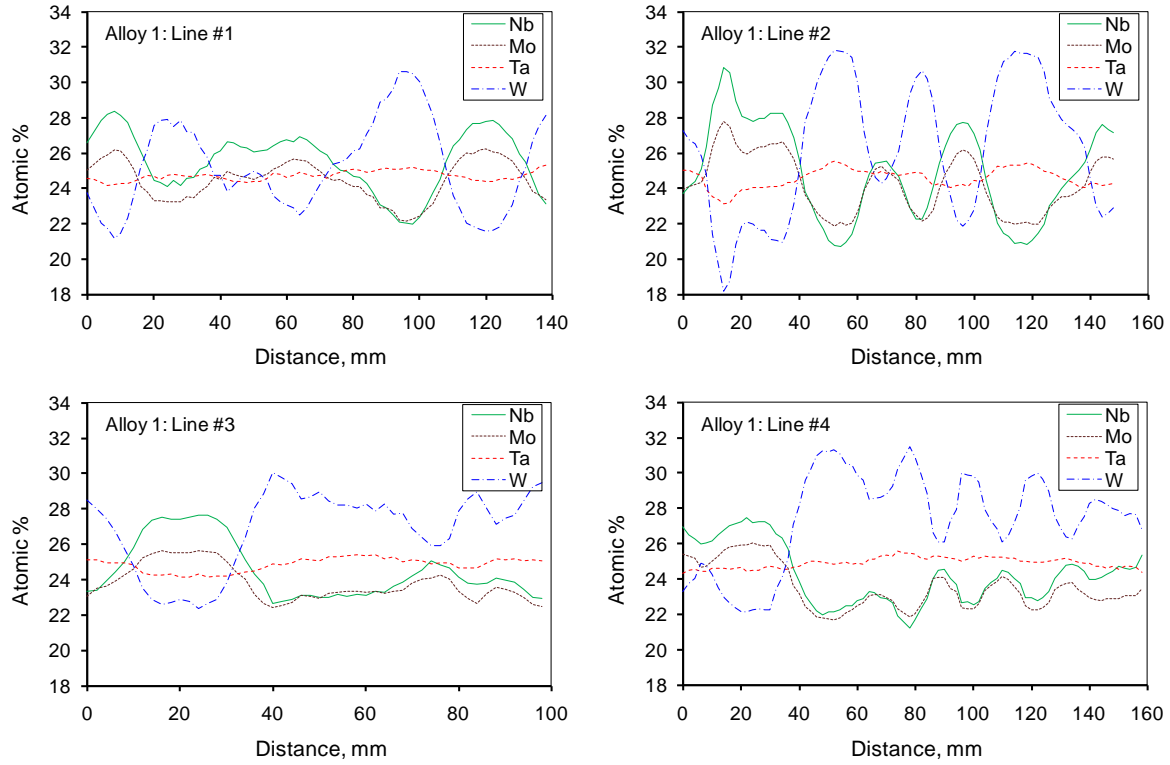 Alloy 1: Line #1
Nb
Mo
Ta
W
34
32
30
28
26
24
22
20
18
Atomic %
0 20 40 60 80 100 120 140
Distance, mm
Alloy 1: Line #2
Nb
Mo
Ta
W
34
32
30
28
26
24
22
20
18
Atomic %
0 20 40 60 80 100 120 140 160
Distance, mm
Alloy 1: Line #3
Nb
Mo
Ta
W
34
32
30
28
26
24
22
20
18
Atomic %
0 20 40 60 80 100
Distance, mm
Alloy 1: Line #4
Nb
Mo
Ta
W
34
32
30
28
26
24
22
20
18
Atomic %
0 20 40 60 80 100 120 140 160
Distance, mm